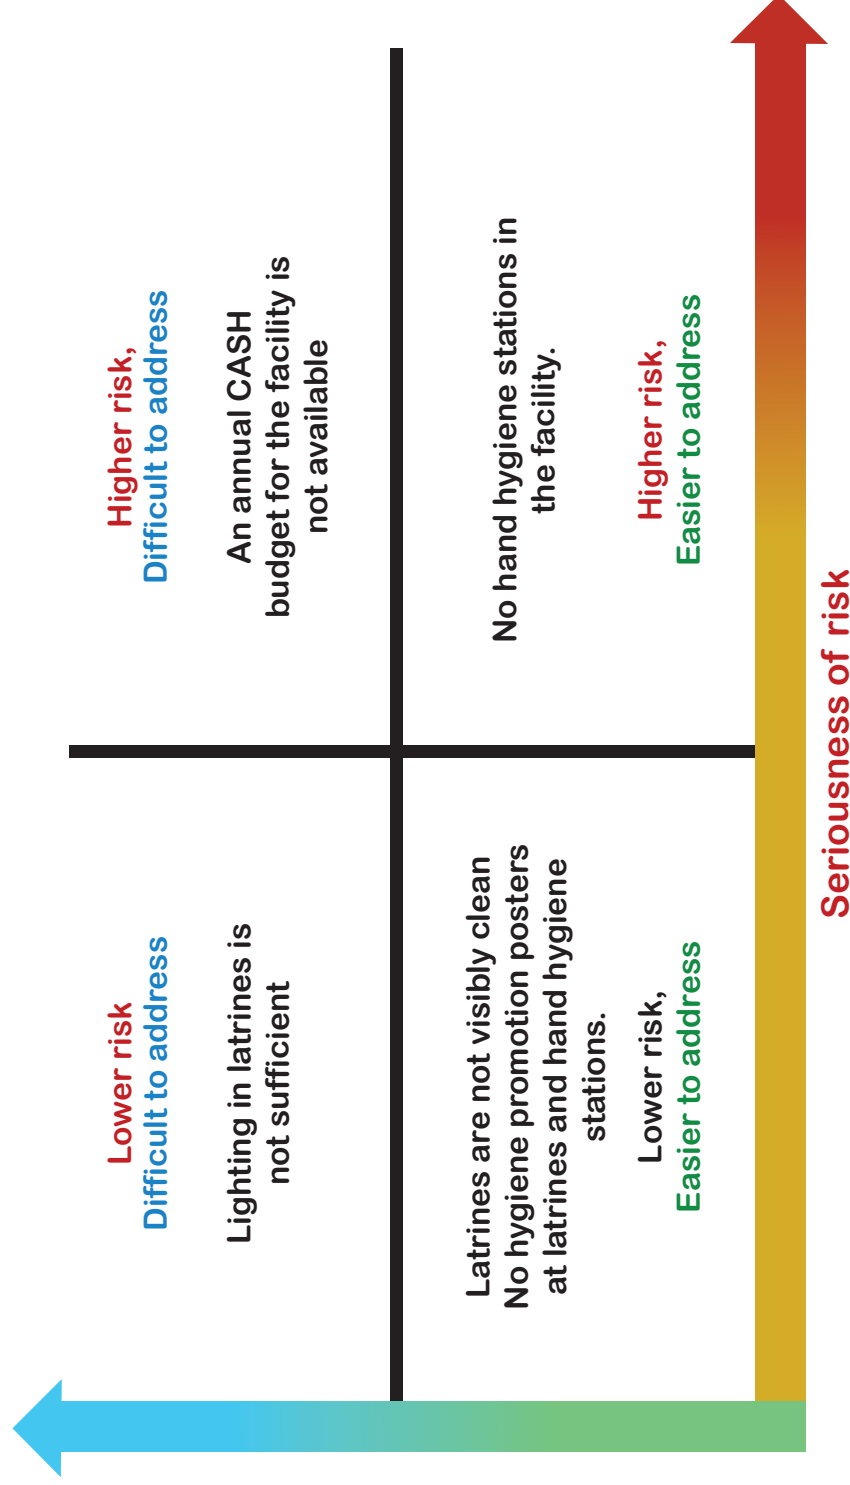 Lower risk
Difficult to address
Lighting in latrines is
not sufficient
Higher risk,
Difficult to address
An annual CASH
budget for the facility is
not available
Latrines are not visibly clean
No hygiene promotion posters
at latrines and hand hygiene
stations.
Lower risk,
Easier to address
No hand hygiene stations in
the facility.
Higher risk,
Easier to address
Seriousness of risk